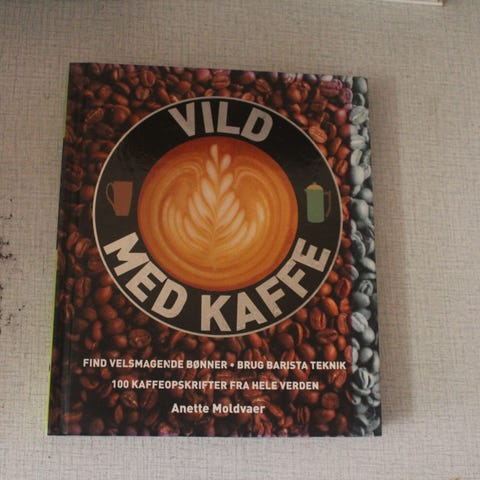 VILD
MED KAFFE
FIND VELSMAGENDE BØNNER • BRUG BARISTA TEKNIK
100 KAFFEOPSKRIFTER FRA HELE VERDEN
Anette Moldvaer